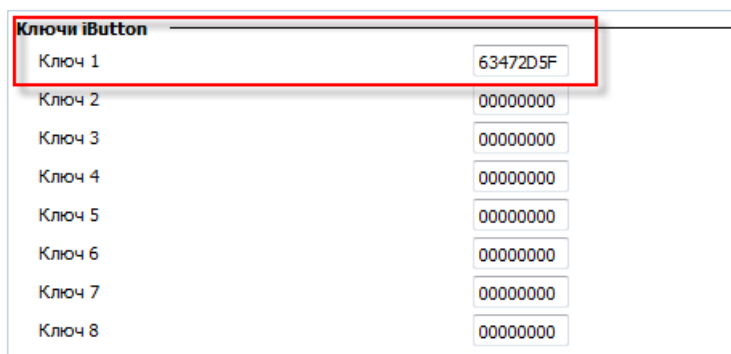 Ключи iButton
Ключ 1 63472D5F
Ключ 2 00000000
Ключ 3 00000000
Ключ 4 00000000
Ключ 5 00000000
Ключ 6 00000000
Ключ 7 00000000
Ключ 8 00000000